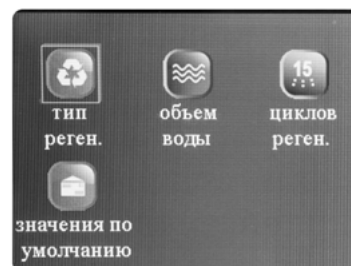 15
тип
реген.
объем
воды
циклов
реген.
значения по
умолчанию